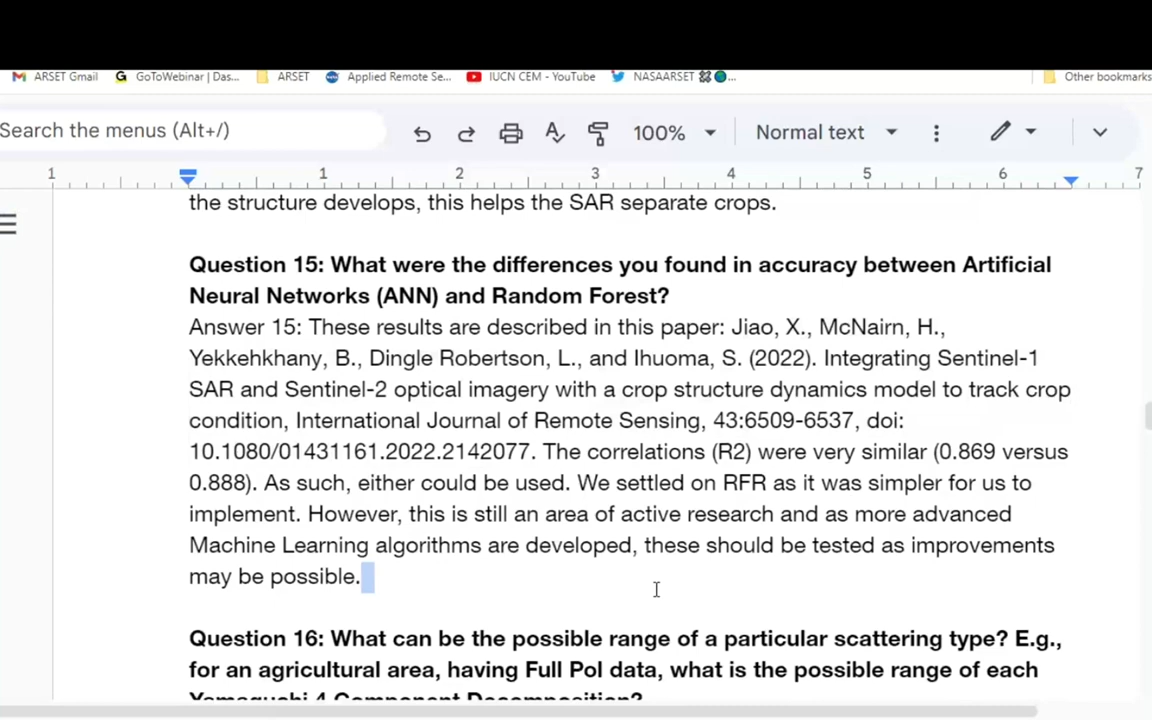 ARSET Gmail GoToWebinar | Das... ARSET Applied Remote Se... IUCN CEM - YouTube NASAARSET 🛰🌎... Other bookmarks
Search the menus (Alt+/) 100% Normal text
1 1 2 3 4 5 6 7
the structure develops, this helps the SAR separate crops.
Question 15: What were the differences you found in accuracy between Artificial
Neural Networks (ANN) and Random Forest?
Answer 15: These results are described in this paper: Jiao, X., McNairn, H.,
Yekkehkhany, B., Dingle Robertson, L., and Ihuoma, S. (2022). Integrating Sentinel-1
SAR and Sentinel-2 optical imagery with a crop structure dynamics model to track crop
condition, International Journal of Remote Sensing, 43:6509-6537, doi:
10.1080/01431161.2022.2142077. The correlations (R2) were very similar (0.869 versus
0.888). As such, either could be used. We settled on RFR as it was simpler for us to
implement. However, this is still an area of active research and as more advanced
Machine Learning algorithms are developed, these should be tested as improvements
may be possible.
Question 16: What can be the possible range of a particular scattering type? E.g.,
for an agricultural area, having Full Pol data, what is the possible range of each
Yamaguchi 4 Component Decomposition?